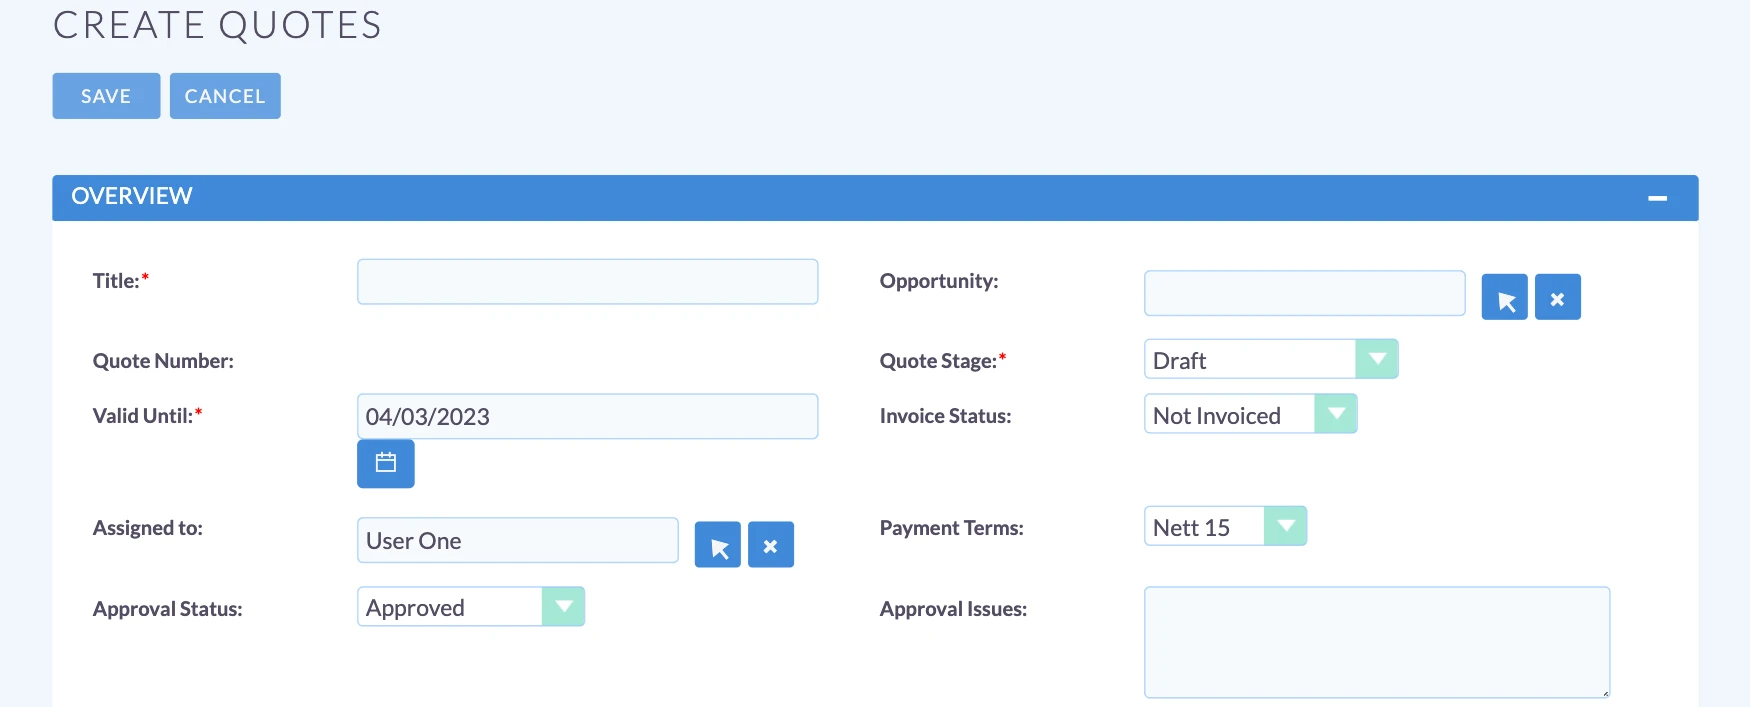 CREATE QUOTES
SAVE CANCEL
OVERVIEW
Title:* Opportunity:
Quote Number: Quote Stage:* Draft
Valid Until:* 04/03/2023 Invoice Status: Not Invoiced
Assigned to: User One Payment Terms: Nett 15
Approval Status: Approved Approval Issues: